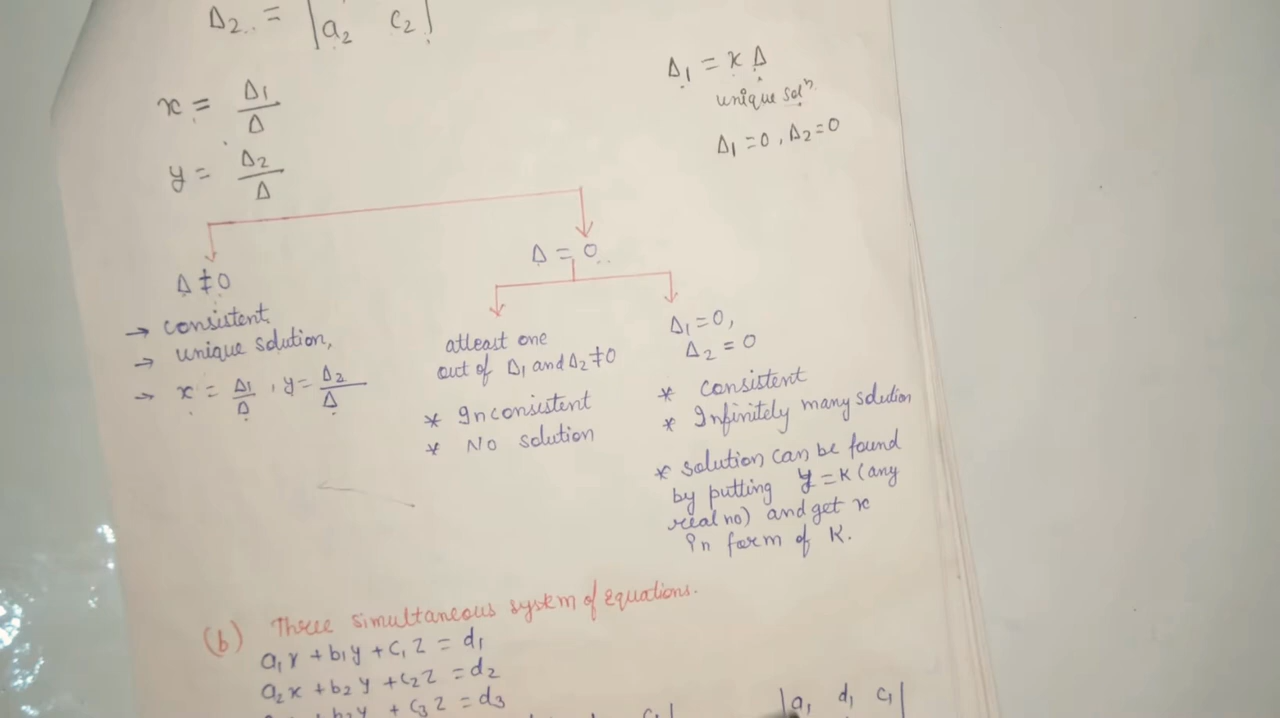 Δ2 = |a2 c2|
x = Δ1/Δ
y = Δ2/Δ
Δ1 = x Δ
unique solⁿ
Δ1 = 0, Δ2 = 0
Δ ≠ 0
→ consistent,
→ unique solution,
→ x = Δ1/Δ, y = Δ2/Δ
Δ = 0
atleast one
out of Δ1 and Δ2 ≠ 0
* Inconsistent
* No solution
Δ1 = 0,
Δ2 = 0
* Consistent
* Infinitely many solution
* solution can be found
by putting y = K (any
real no) and get x
in form of K.
(b) Three simultaneous system of equations.
a1x + b1y + c1z = d1
a2x + b2y + c2z = d2
+ c3z = d3
|a1 d1 c1|